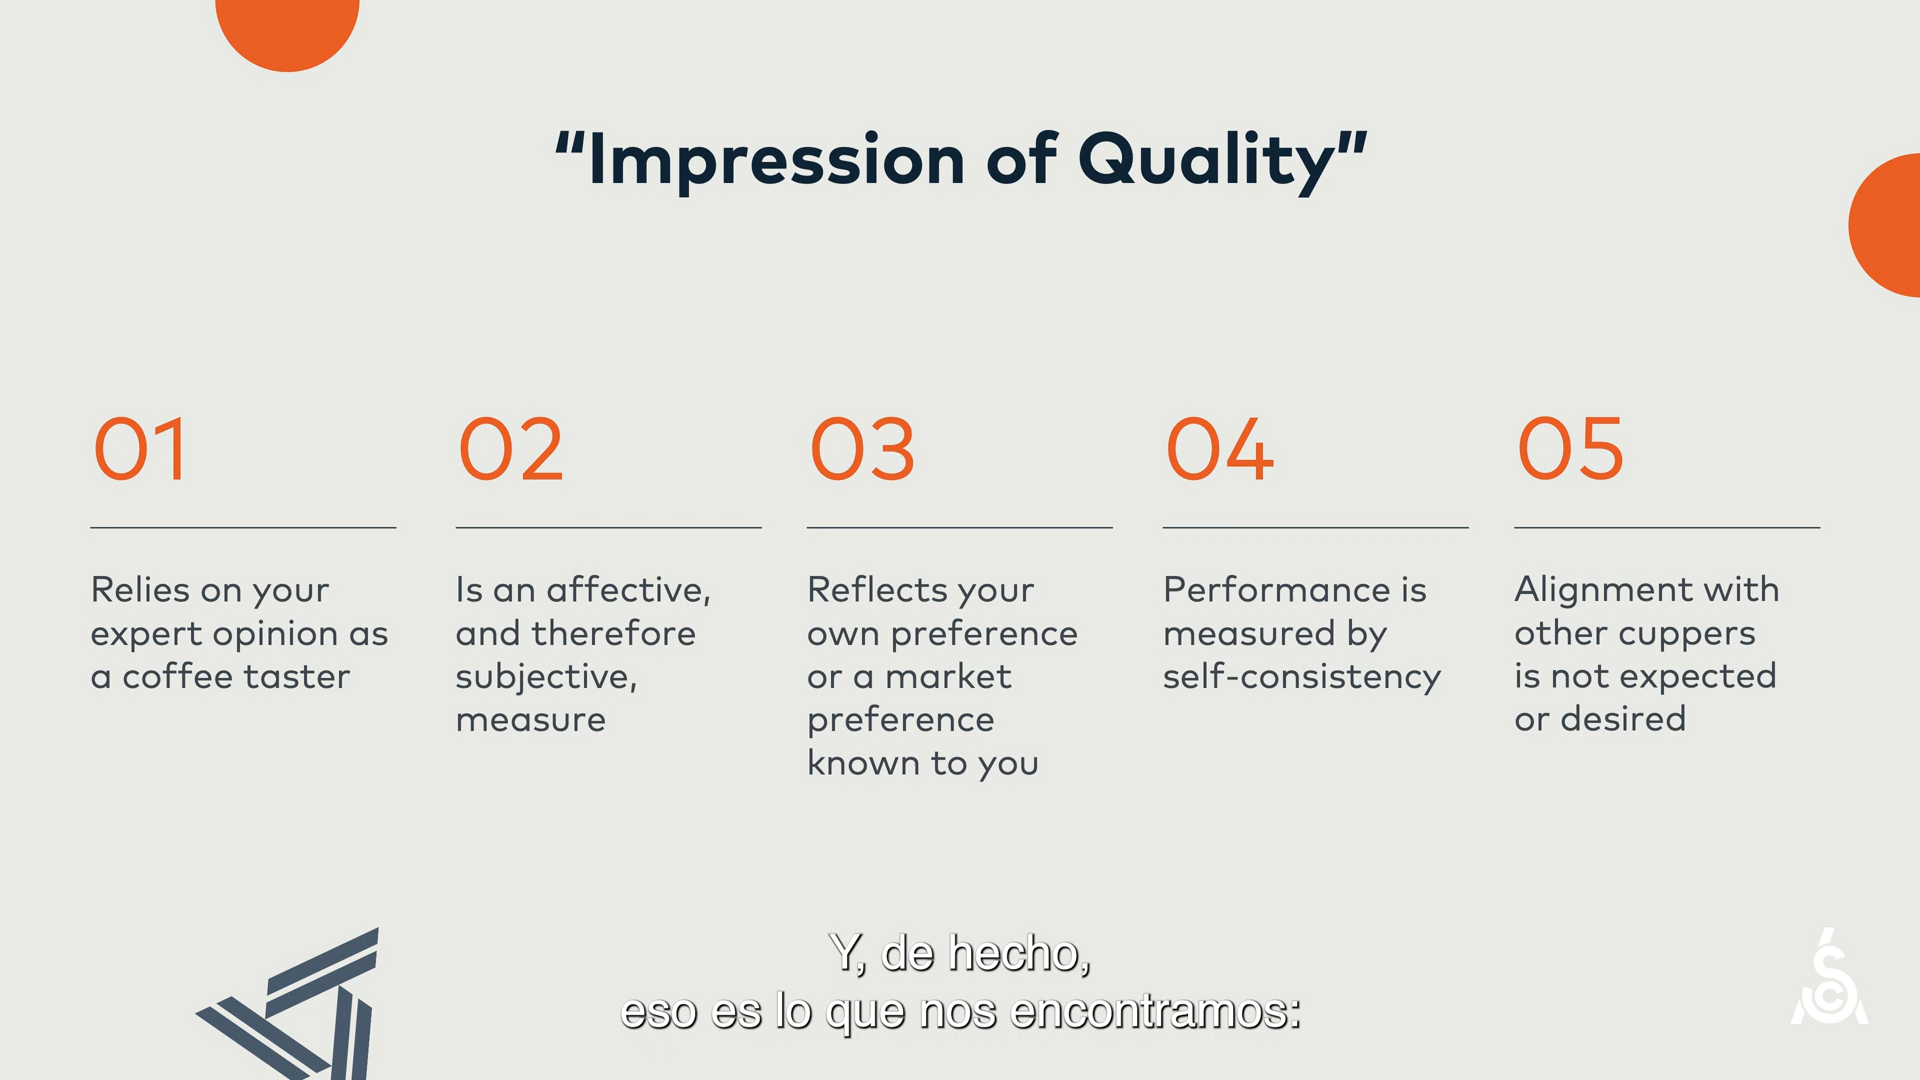 “Impression of Quality”
01
Relies on your
expert opinion as
a coffee taster
02
Is an affective,
and therefore
subjective,
measure
03
Reflects your
own preference
or a market
preference
known to you
04
Performance is
measured by
self-consistency
05
Alignment with
other cuppers
is not expected
or desired
Y, de hecho,
eso es lo que nos encontramos:
SCA